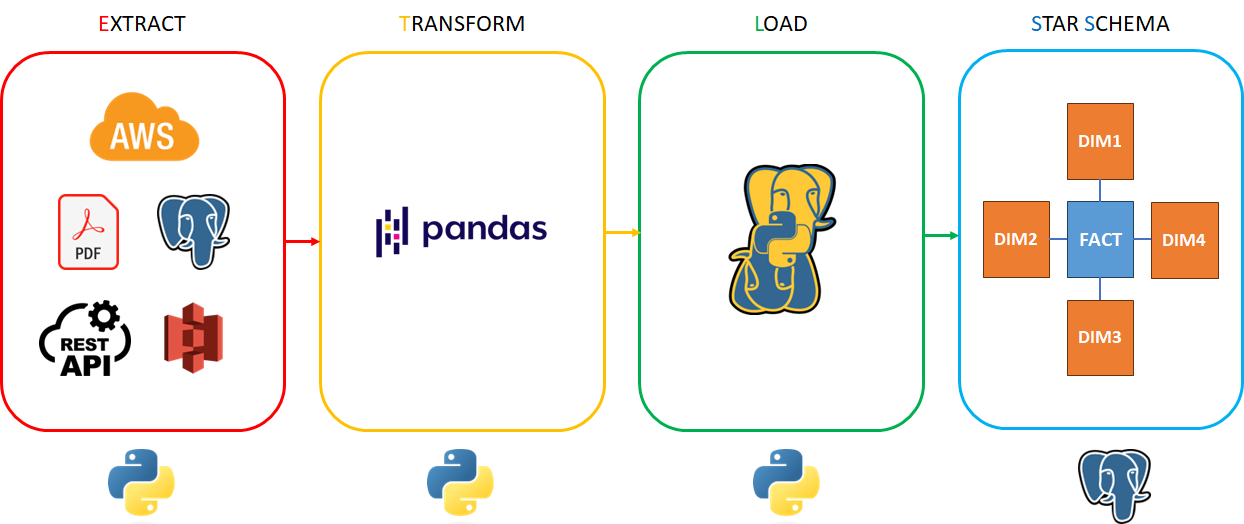 EXTRACT
TRANSFORM
LOAD
STAR SCHEMA
AWS
PDF
REST
API
pandas
DIM1
DIM2
FACT
DIM4
DIM3